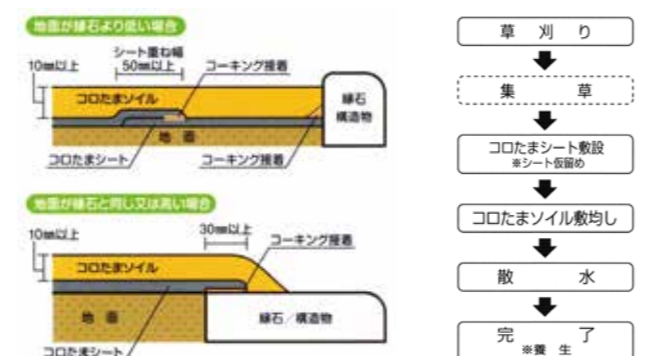 地面が縁石より低い場合
シート重ね幅
10㎜以上
50㎜以上
コーキング接着
コロたまソイル
縁石
構造物
地 面
コロたまシート
コーキング接着
地面が縁石と同し又は高い場合
10㎜以上
30㎜以上
コーキング接着
コロたまソイル
地 面
縁石/構造物
コロたまシート
草 刈 り
集 草
コロたまシート敷設
※シート仮留め
コロたまソイル敷均し
散 水
完 了
※養 生